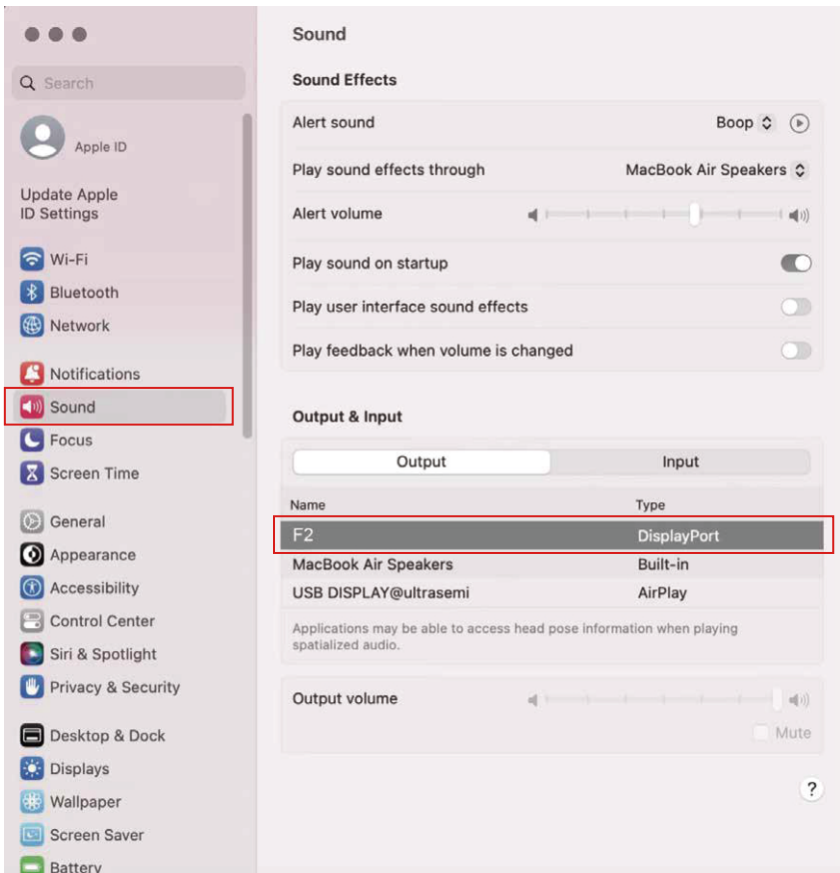 Search
Apple ID
Update Apple
ID Settings
Wi-Fi
Bluetooth
Network
Notifications
Sound
Focus
Screen Time
General
Appearance
Accessibility
Control Center
Siri & Spotlight
Privacy & Security
Desktop & Dock
Displays
Wallpaper
Screen Saver
Battery
Sound
Sound Effects
Alert sound Boop
Play sound effects through MacBook Air Speakers
Alert volume
Play sound on startup
Play user interface sound effects
Play feedback when volume is changed
Output & Input
Output Input
Name Type
F2 DisplayPort
MacBook Air Speakers Built-in
USB DISPLAY@ultrasemi AirPlay
Applications may be able to access head pose information when playing
spatialized audio.
Output volume
Mute
?